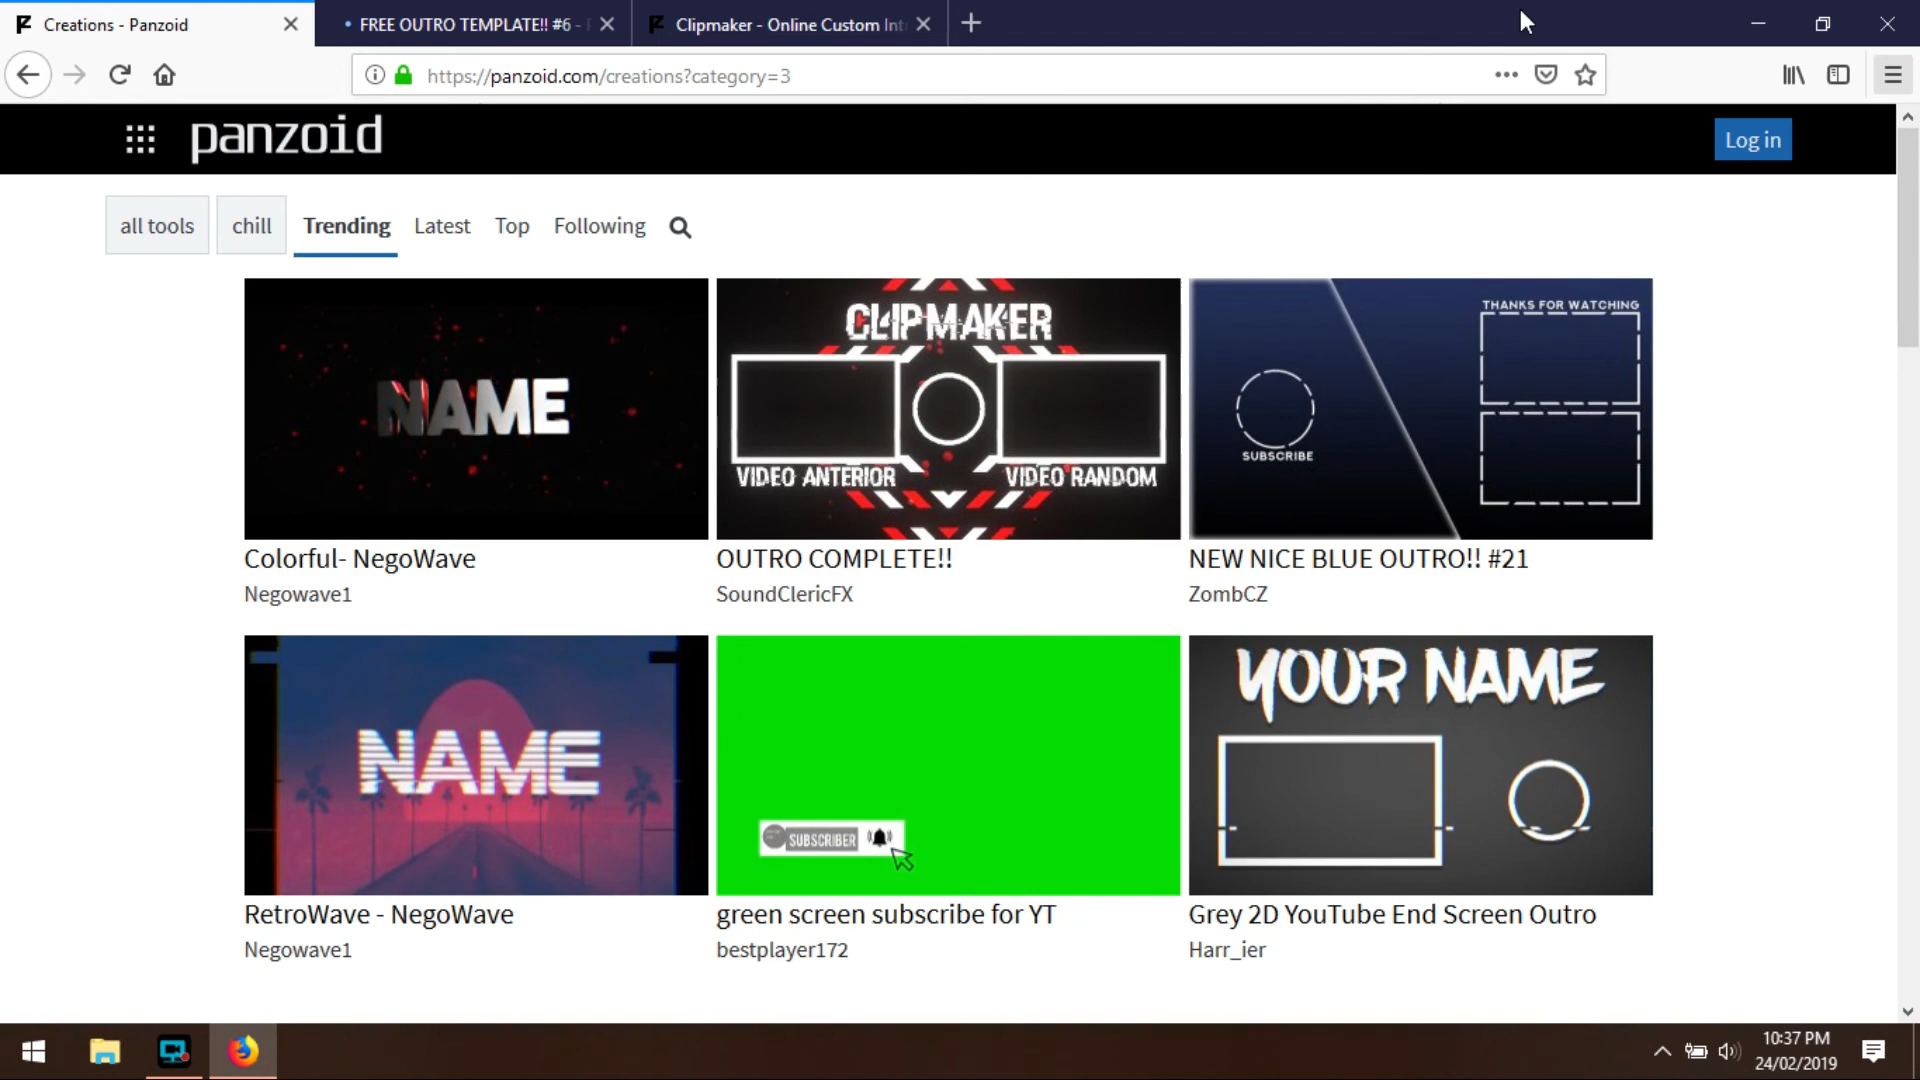 Creations - Panzoid
FREE OUTRO TEMPLATE!! #6 -
Clipmaker - Online Custom Int
https://panzoid.com/creations?category=3
panzoid
Log in
all tools
chill
Trending
Latest
Top
Following
NAME
CLIPMAKER
VIDEO ANTERIOR
VIDEO RANDOM
THANKS FOR WATCHING
SUBSCRIBE
Colorful- NegoWave
Negowave1
OUTRO COMPLETE!!
SoundClericFX
NEW NICE BLUE OUTRO!! #21
ZombCZ
NAME
SUBSCRIBER
YOUR NAME
RetroWave - NegoWave
Negowave1
green screen subscribe for YT
bestplayer172
Grey 2D YouTube End Screen Outro
Harr_ier
10:37 PM
24/02/2019